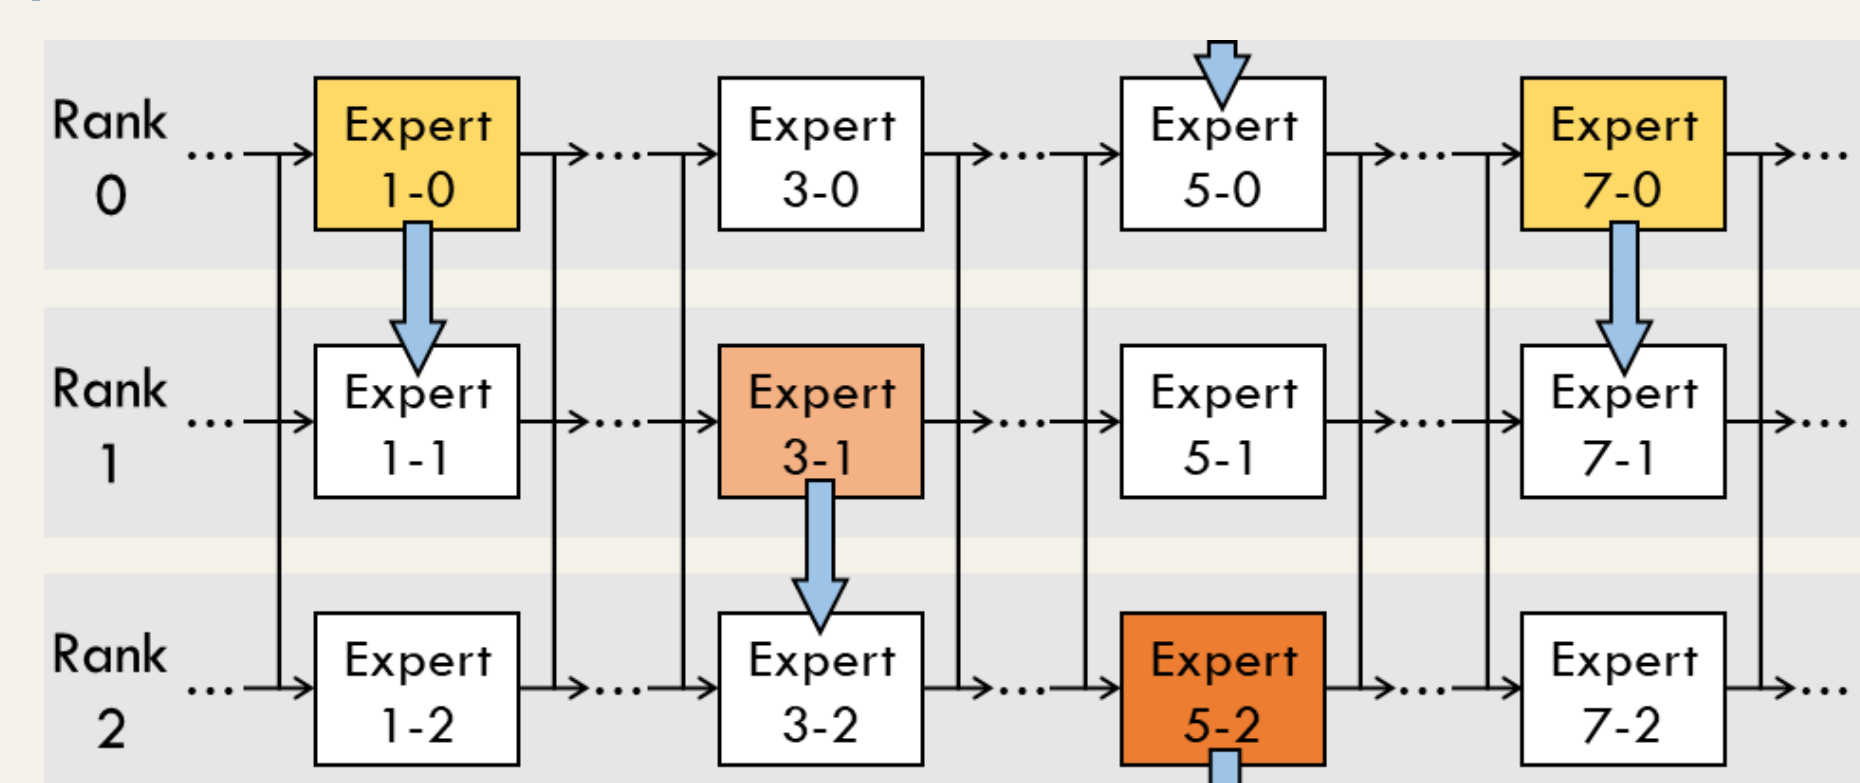 Rank
0
... Expert
1-0
... Expert
3-0
... Expert
5-0
... Expert
7-0
...
Rank
1
... Expert
1-1
... Expert
3-1
... Expert
5-1
... Expert
7-1
...
Rank
2
... Expert
1-2
... Expert
3-2
... Expert
5-2
... Expert
7-2
...